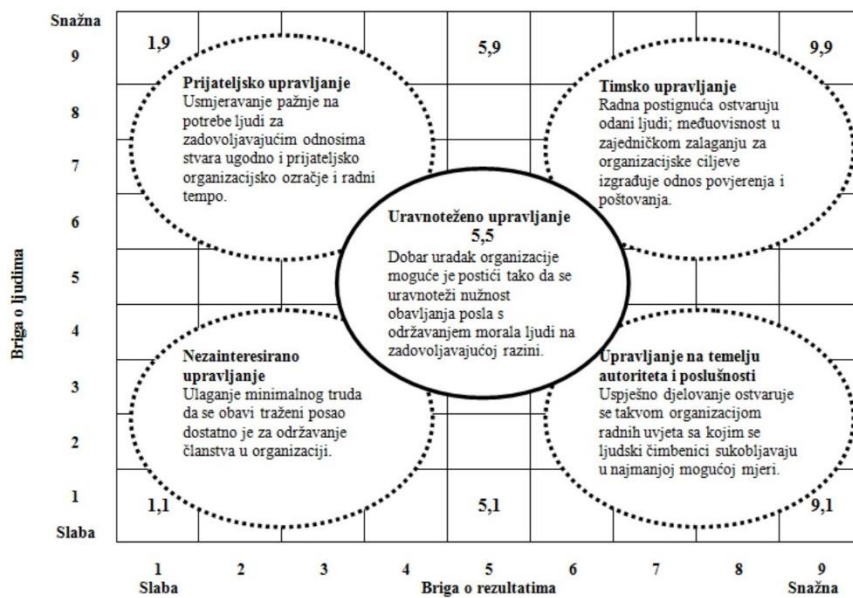 Snažna
9
8
7
6
5
4
3
2
1
Slaba
Briga o ljudima
1,9
5,9
9,9
Prijateljsko upravljanje
Usmjeravanje pažnje na
potrebe ljudi za
zadovoljavajućim odnosima
stvara ugodno i prijateljsko
organizacijsko ozračje i radni
tempo.
Timsko upravljanje
Radna postignuća ostvaruju
odani ljudi; međuovisnost u
zajedničkom zalaganju za
organizacijske ciljeve
izgrađuje odnos povjerenja i
poštovanja.
Uravnoteženo upravljanje
5,5
Dobar uradak organizacije
moguće je postići tako da se
uravnoteži nužnost
obavljanja posla s
održavanjem morala ljudi na
zadovoljavajućoj razini.
Nezainteresirano
upravljanje
Ulaganje minimalnog truda
da se obavi traženi posao
dostatno je za održavanje
članstva u organizaciji.
Upravljanje na temelju
autoriteta i poslušnosti
Uspješno djelovanje ostvaruje
se takvom organizacijom
radnih uvjeta sa kojim se
ljudski čimbenici sukobljavaju
u najmanjoj mogućoj mjeri.
1,1
5,1
9,1
1 2 3 4 5 6 7 8 9
Slaba
Briga o rezultatima
Snažna